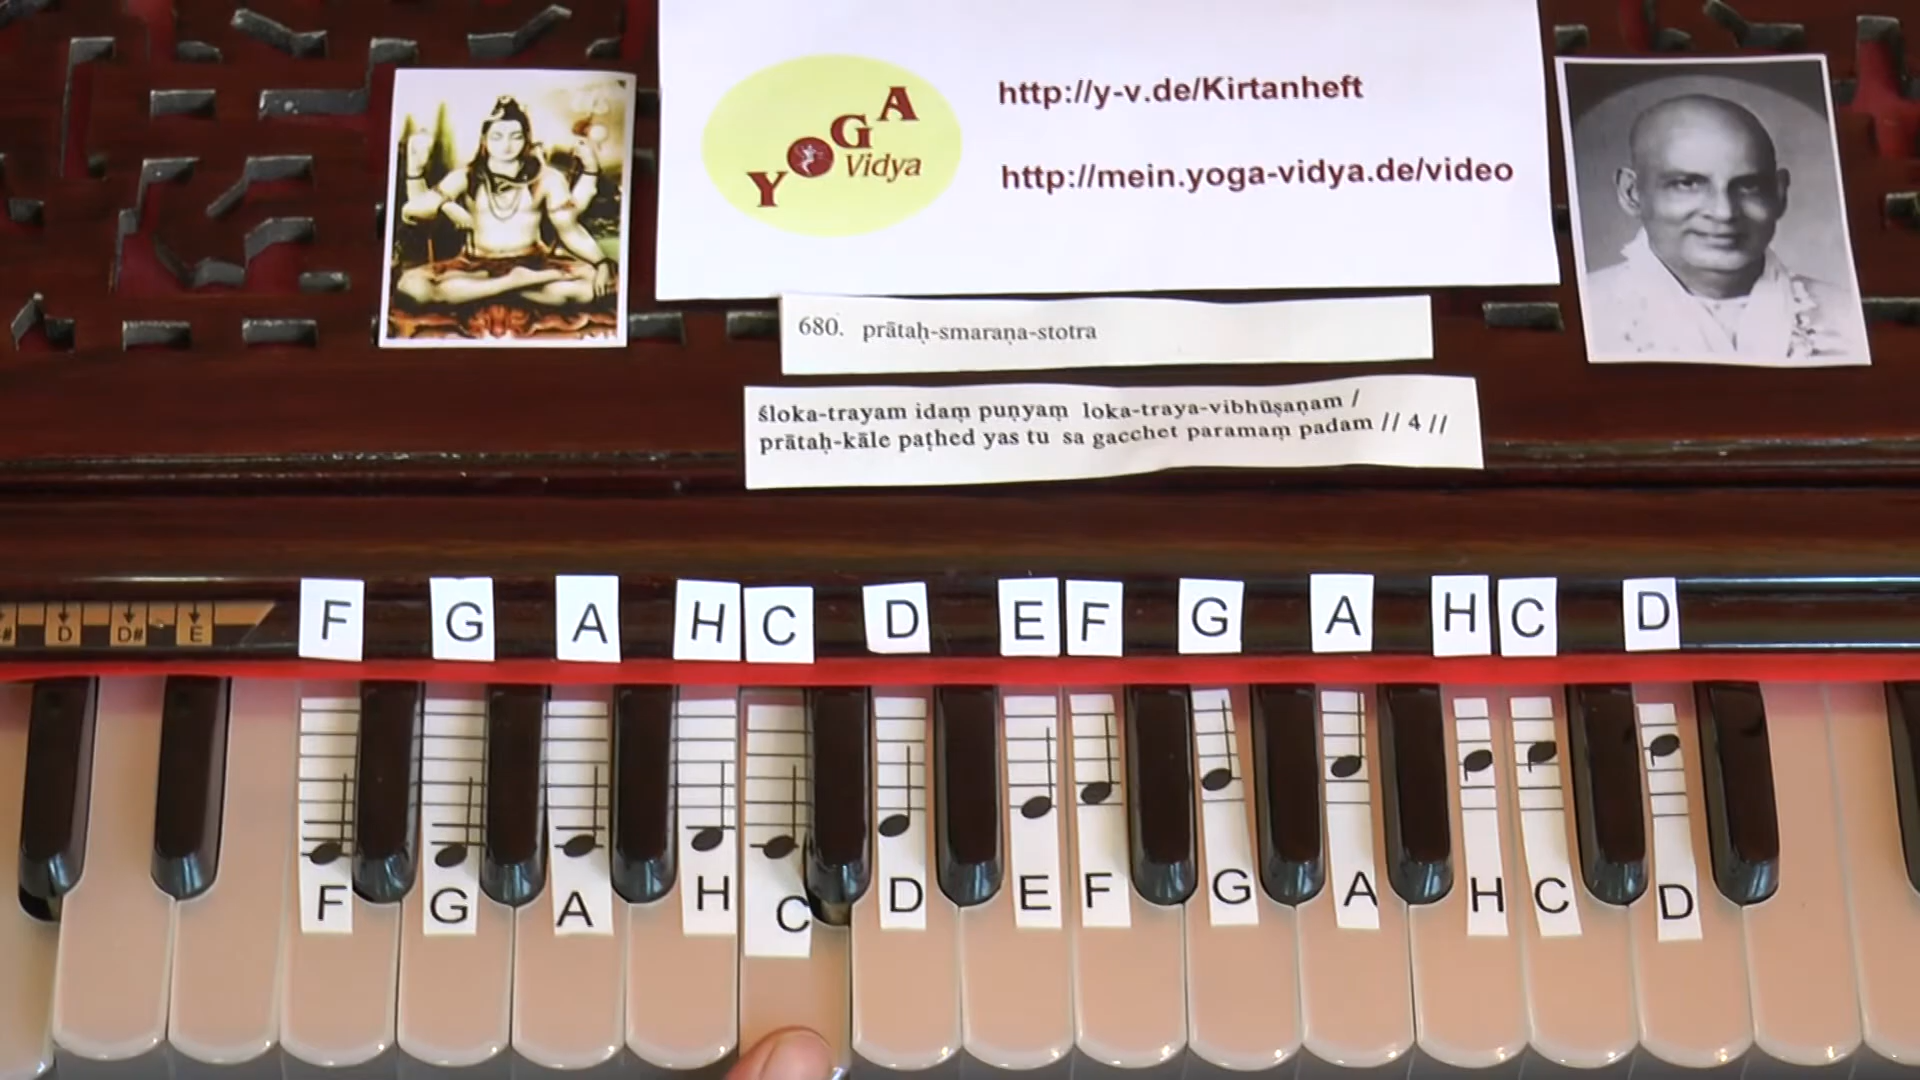 YOGA
Vidya
http://y-v.de/Kirtanheft
http://mein.yoga-vidya.de/video
680. prātaḥ-smaraṇa-stotra
śloka-trayam idaṃ puṇyaṃ loka-traya-vibhūṣaṇam /
prātaḥ-kāle paṭhed yas tu sa gacchet paramaṃ padam // 4 //
F G A H C D E F G A H C D
D D# E
F G A H C D E F G A H C D